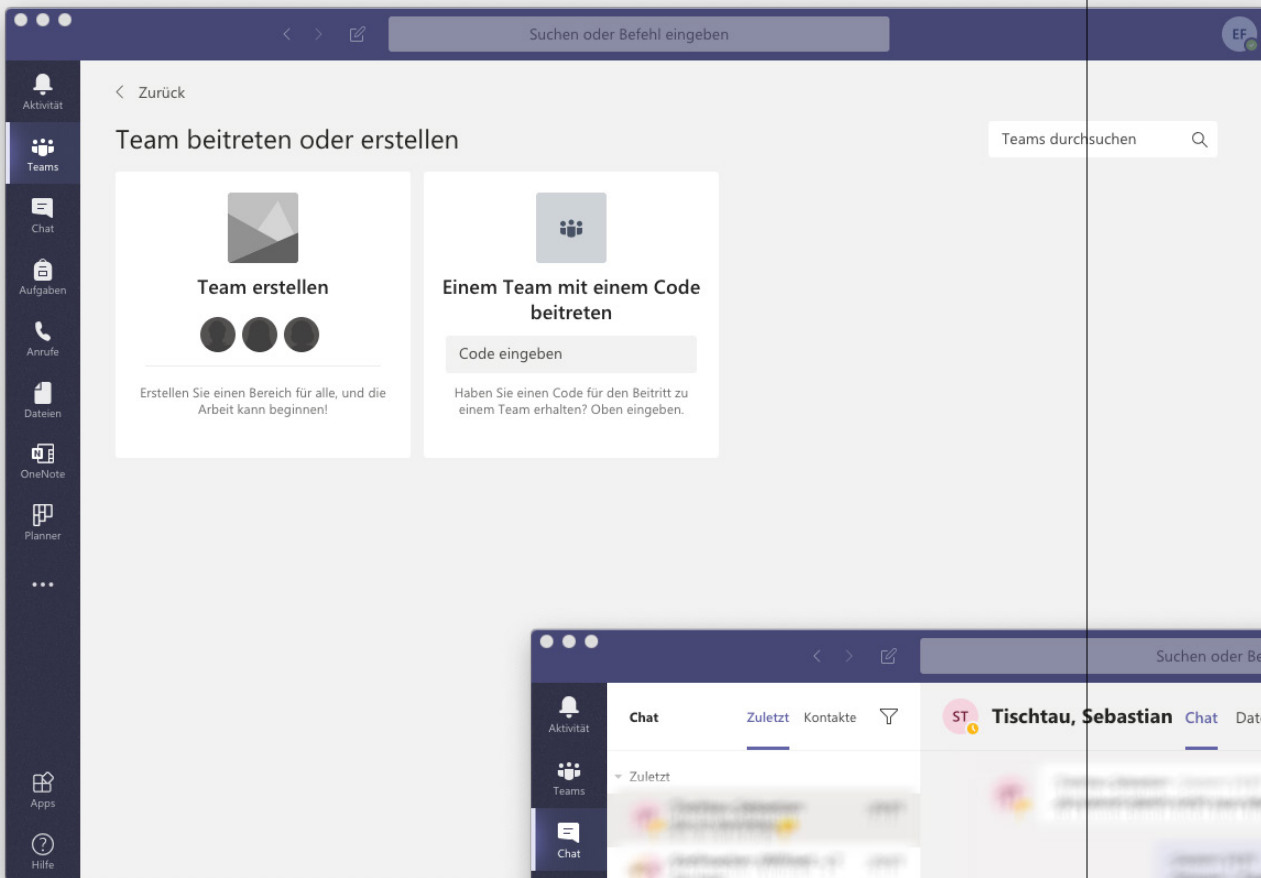 Suchen oder Befehl eingeben
EF
Aktivität
Teams
Chat
Aufgaben
Anrufe
Dateien
OneNote
Planner
Apps
Hilfe
Zurück
Team beitreten oder erstellen
Teams durchsuchen
Team erstellen
Erstellen Sie einen Bereich für alle, und die
Arbeit kann beginnen!
Einem Team mit einem Code
beitreten
Code eingeben
Haben Sie einen Code für den Beitritt zu
einem Team erhalten? Oben eingeben.
Suchen oder Be
Aktivität
Teams
Chat
Chat
Zuletzt
Kontakte
Zuletzt
ST
Tischtau, Sebastian
Chat
Dat